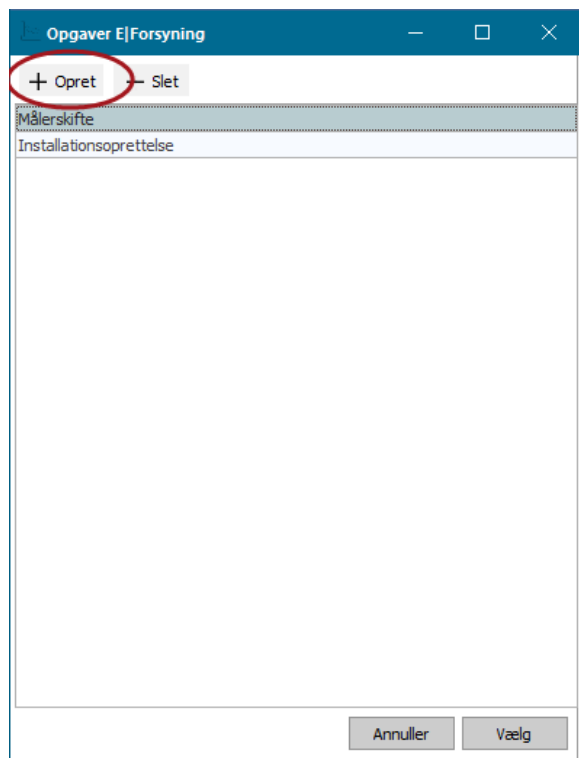 Opgaver E|Forsyning
Opret Slet
Målerskifte
Installationsoprettelse
Annuller Vælg